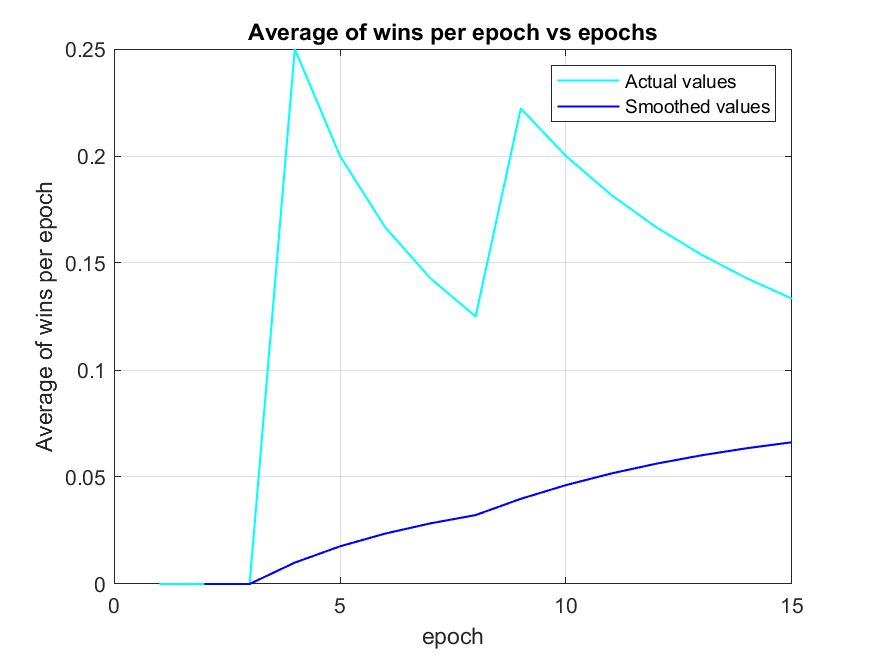 Average of wins per epoch vs epochs
0.25
0.2
0.15
0.1
0.05
0
Average of wins per epoch
Actual values
Smoothed values
0 5 10 15
epoch